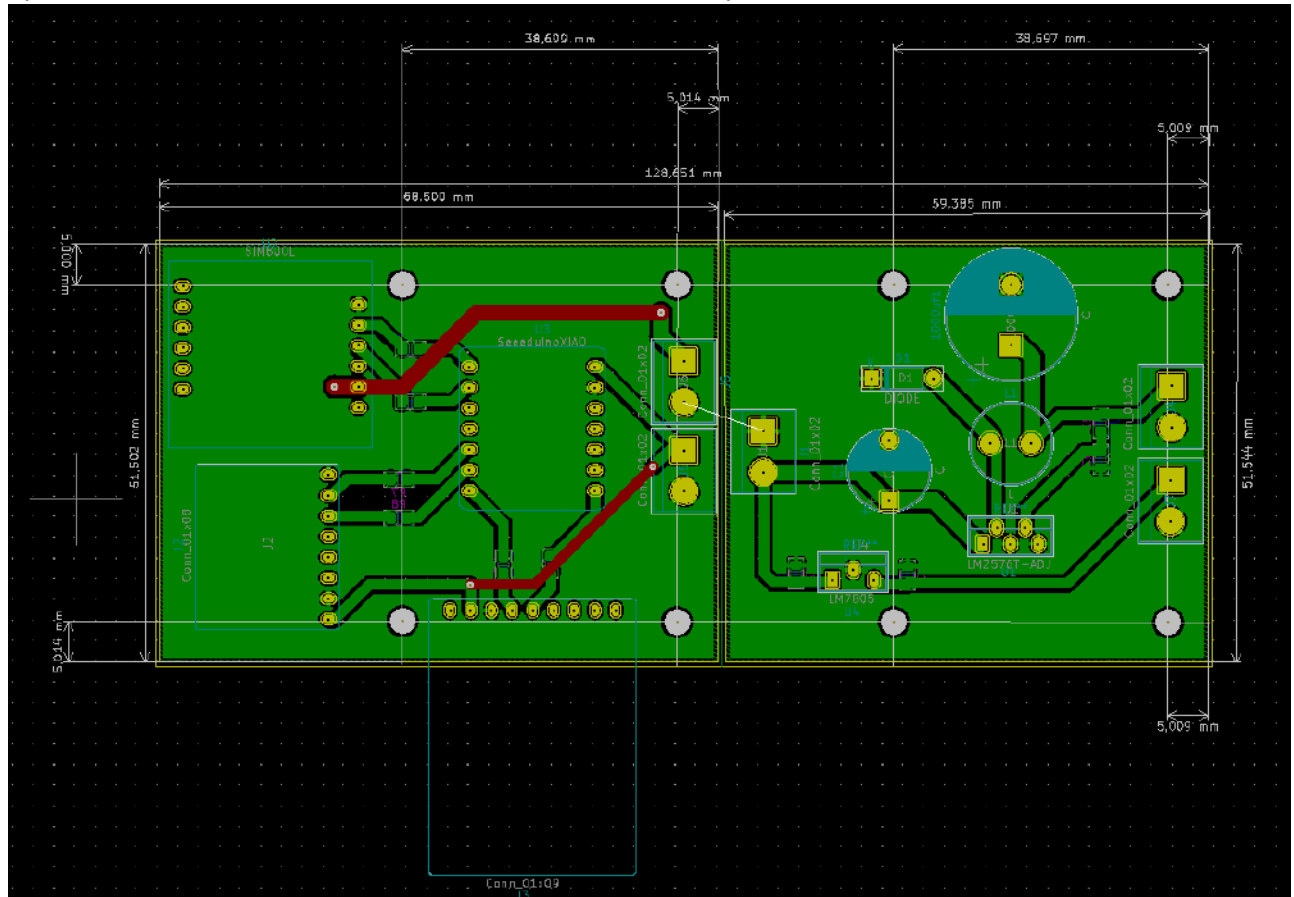 38,600 mm
38,697 mm
5,014 mm
5,009 mm
128,651 mm
68,500 mm
59,385 mm
5,000 mm
SIM800L
U3
SeeeduinoXIAO
Conn_01x02
D1
DIODE
L1
Conn_01x02
51,502 mm
Conn_01x02
Conn_01x02
51,544 mm
Conn_01x08
J2
Conn_01x02
L
LM2576T-ADJ
U1
LM7805
U4
5,014
5,009 mm
Conn_01x09
J3